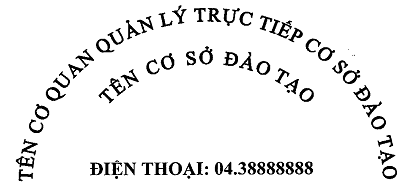 TÊN CƠ QUAN QUẢN LÝ TRỰC TIẾP CƠ SỞ ĐÀO TẠO
TÊN CƠ SỞ ĐÀO TẠO
ĐIỆN THOẠI: 04.38888888